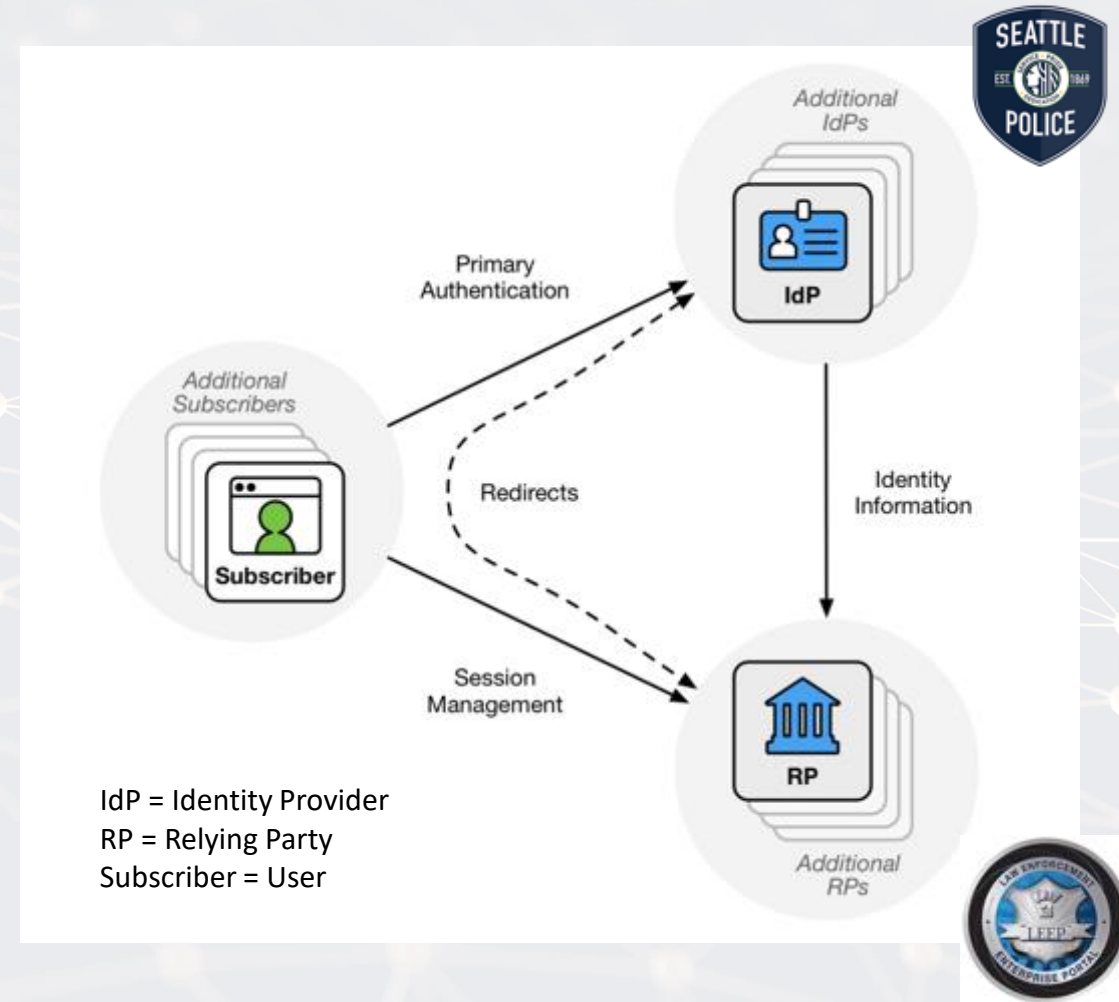 SEATTLE
EST. 1869
POLICE
Additional
IdPs
IdP
Primary
Authentication
Additional
Subscribers
Subscriber
Redirects
Identity
Information
Session
Management
RP
Additional
RPs
IdP = Identity Provider
RP = Relying Party
Subscriber = User
LAW ENFORCEMENT
LEEP
ENTERPRISE PORTAL